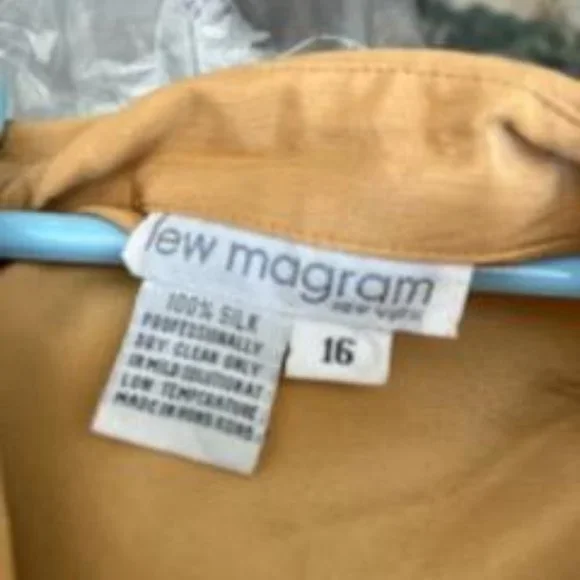 lew magram
NEW YORK
100% SILK
PROFESSIONALLY
DRY CLEAN ONLY
IN MILD SOLUTION AT
LOW TEMPERATURE.
MADE IN HONG KONG.
16